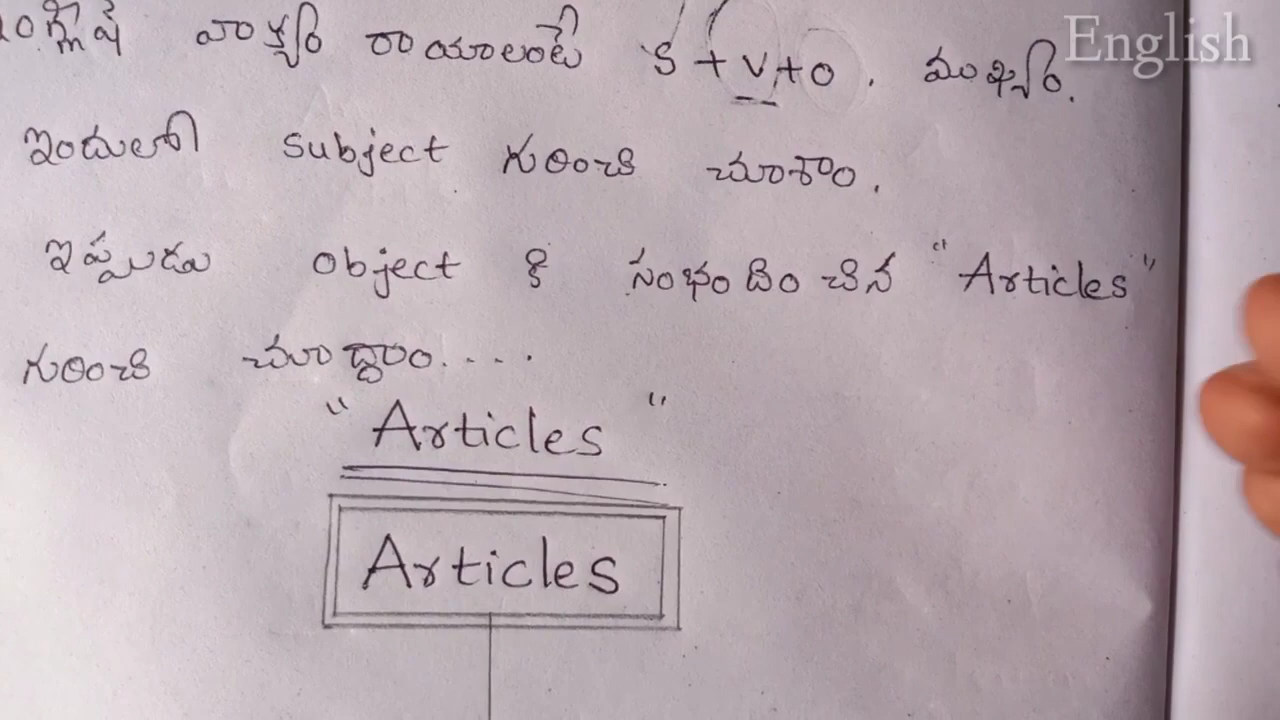 ఇంగ్లీష్ వాక్యం రాయాలంటే S + V + O . ముఖ్యం.
English
ఇందులో subject గురించి చూశాం.
ఇప్పుడు object కి సంభందించిన "Articles"
గురించి చూద్దాం....
"Articles"
Articles